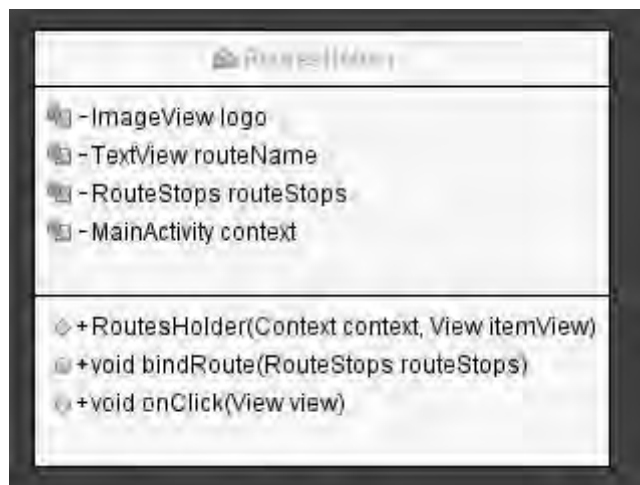 RoutesHolder
-ImageView logo
-TextView routeName
-RouteStops routeStops
-MainActivity context
+RoutesHolder(Context context, View itemView)
+void bindRoute(RouteStops routeStops)
+void onClick(View view)